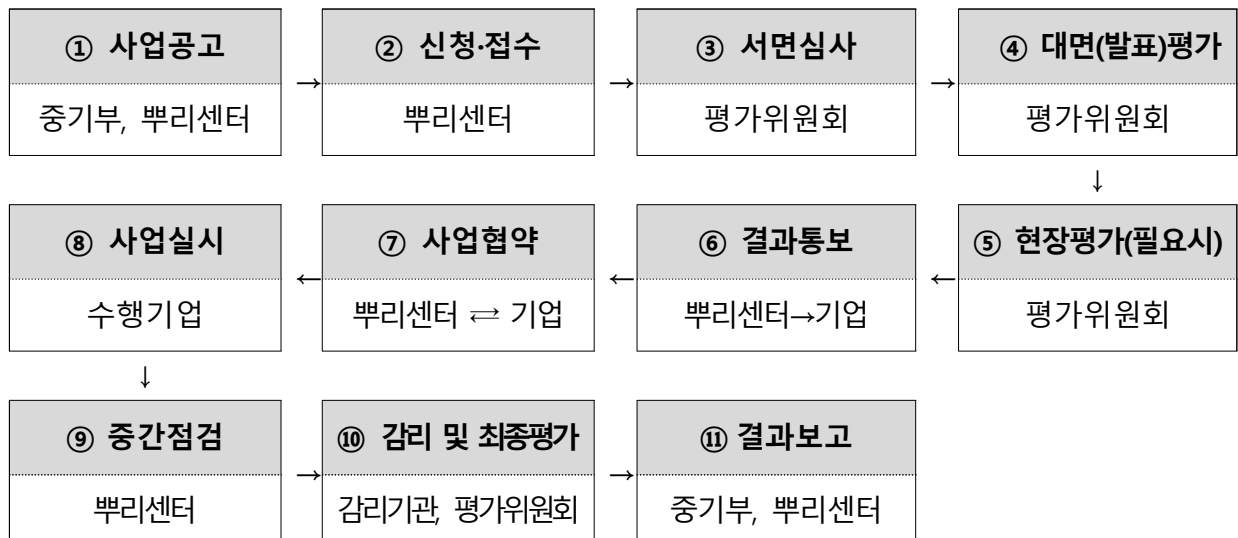 ① 사업공고
중기부, 뿌리센터
→
② 신청·접수
뿌리센터
→
③ 서면심사
평가위원회
→
④ 대면(발표)평가
평가위원회
↓
⑧ 사업실시
수행기업
←
⑦ 사업협약
뿌리센터 ⇄ 기업
←
⑥ 결과통보
뿌리센터→기업
←
⑤ 현장평가(필요시)
평가위원회
↓
⑨ 중간점검
뿌리센터
→
⑩ 감리 및 최종평가
감리기관, 평가위원회
→
⑪ 결과보고
중기부, 뿌리센터